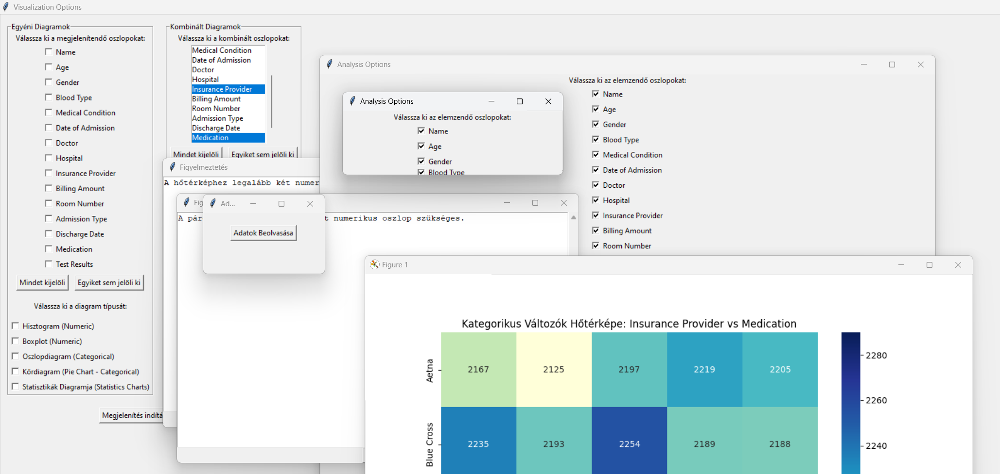 Visualization Options
Egyéni Diagramok
Válassza ki a megjelenítendő oszlopokat:
Name
Age
Gender
Blood Type
Medical Condition
Date of Admission
Doctor
Hospital
Insurance Provider
Billing Amount
Room Number
Admission Type
Discharge Date
Medication
Test Results
Mindet kijelöli
Egyiket sem jelöli ki
Válassza ki a diagram típusát:
Hisztogram (Numeric)
Boxplot (Numeric)
Oszlopdiagram (Categorical)
Kördiagram (Pie Chart - Categorical)
Statisztikák Diagramja (Statistics Charts)
Megjelenítés indítá
Kombinált Diagramok
Válassza ki a kombinált oszlopokat:
Medical Condition
Date of Admission
Doctor
Hospital
Insurance Provider
Billing Amount
Room Number
Admission Type
Discharge Date
Medication
Mindet kijelöli
Egyiket sem jelöli ki
Figyelmeztetés
A hőtérképhez legalább két numer
Fig
A pár
t numerikus oszlop szükséges.
Ad...
Adatok Beolvasása
Analysis Options
Válassza ki az elemzendő oszlopokat:
Name
Age
Gender
Blood Type
Medical Condition
Date of Admission
Doctor
Hospital
Insurance Provider
Billing Amount
Room Number
Analysis Options
Válassza ki az elemzendő oszlopokat:
Name
Age
Gender
Blood Type
Figure 1
Kategorikus Változók Hőtérképe: Insurance Provider vs Medication
Aetna
2167 2125 2197 2219 2205
Blue Cross
2235 2193 2254 2189 2188
2280
2260
2240